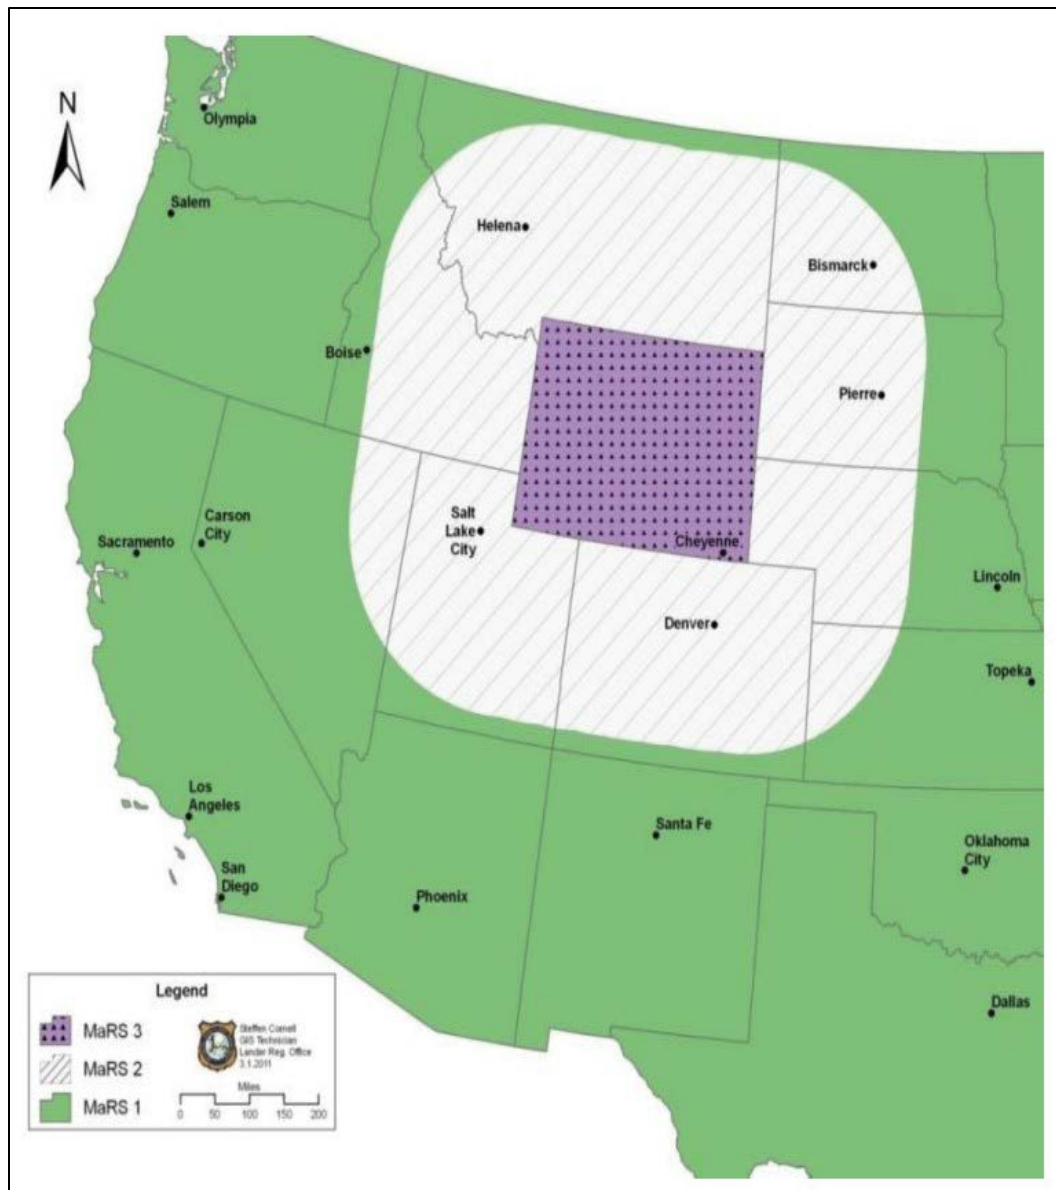 N
Olympia
Salem
Helena
Bismarck
Boise
Pierre
Salt
Lake
City
Carson
City
Sacramento
Cheyenne
Lincoln
Denver
Topeka
Los
Angeles
Santa Fe
Oklahoma
City
San
Diego
Phoenix
Dallas
Legend
MaRS 3
MaRS 2
MaRS 1
Steffen Cornell
GIS Technician
Lander Reg. Office
3.1.2011
Miles
0 50 100 150 200